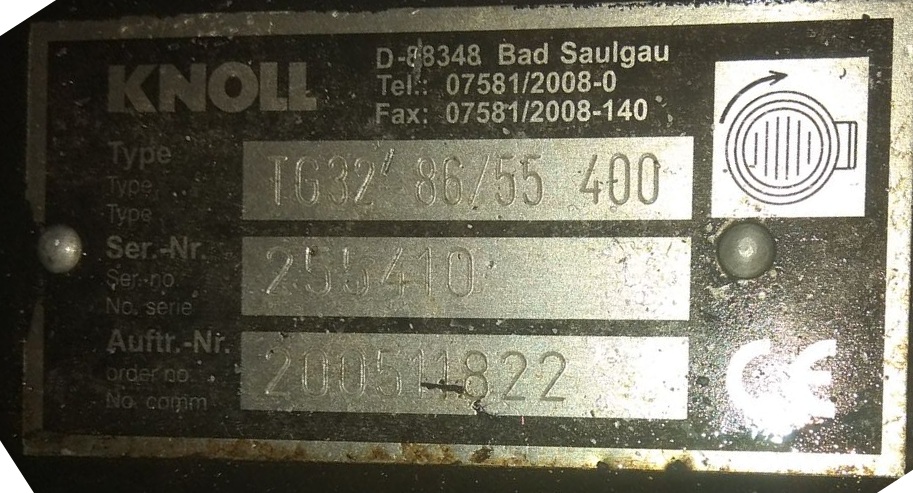 KNOLL
D-88348 Bad Saulgau
Tel.: 07581/2008-0
Fax: 07581/2008-140
Type
Type
Type
TG32' 86/55 400
Ser.-Nr.
Ser.-no
No. série
255410
Auftr.-Nr.
order no.
No. comm
200511822
CE